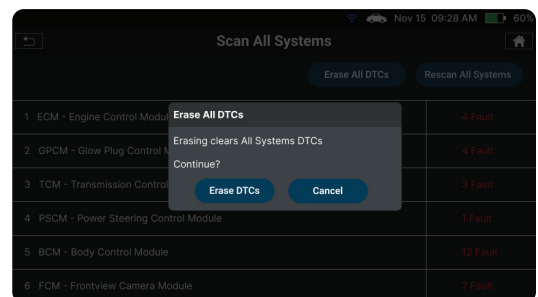 Nov 15 09:28 AM 60%
Scan All Systems
Erase All DTCs Rescan All Systems
1 ECM - Engine Control Modul 4 Fault
Erase All DTCs
Erasing clears All Systems DTCs
Continue?
Erase DTCs Cancel
2 GPCM - Glow Plug Control M 4 Fault
3 TCM - Transmission Control 3 Fault
4 PSCM - Power Steering Control Module 1 Fault
5 BCM - Body Control Module 12 Fault
6 FCM - Frontview Camera Module 7 Fault